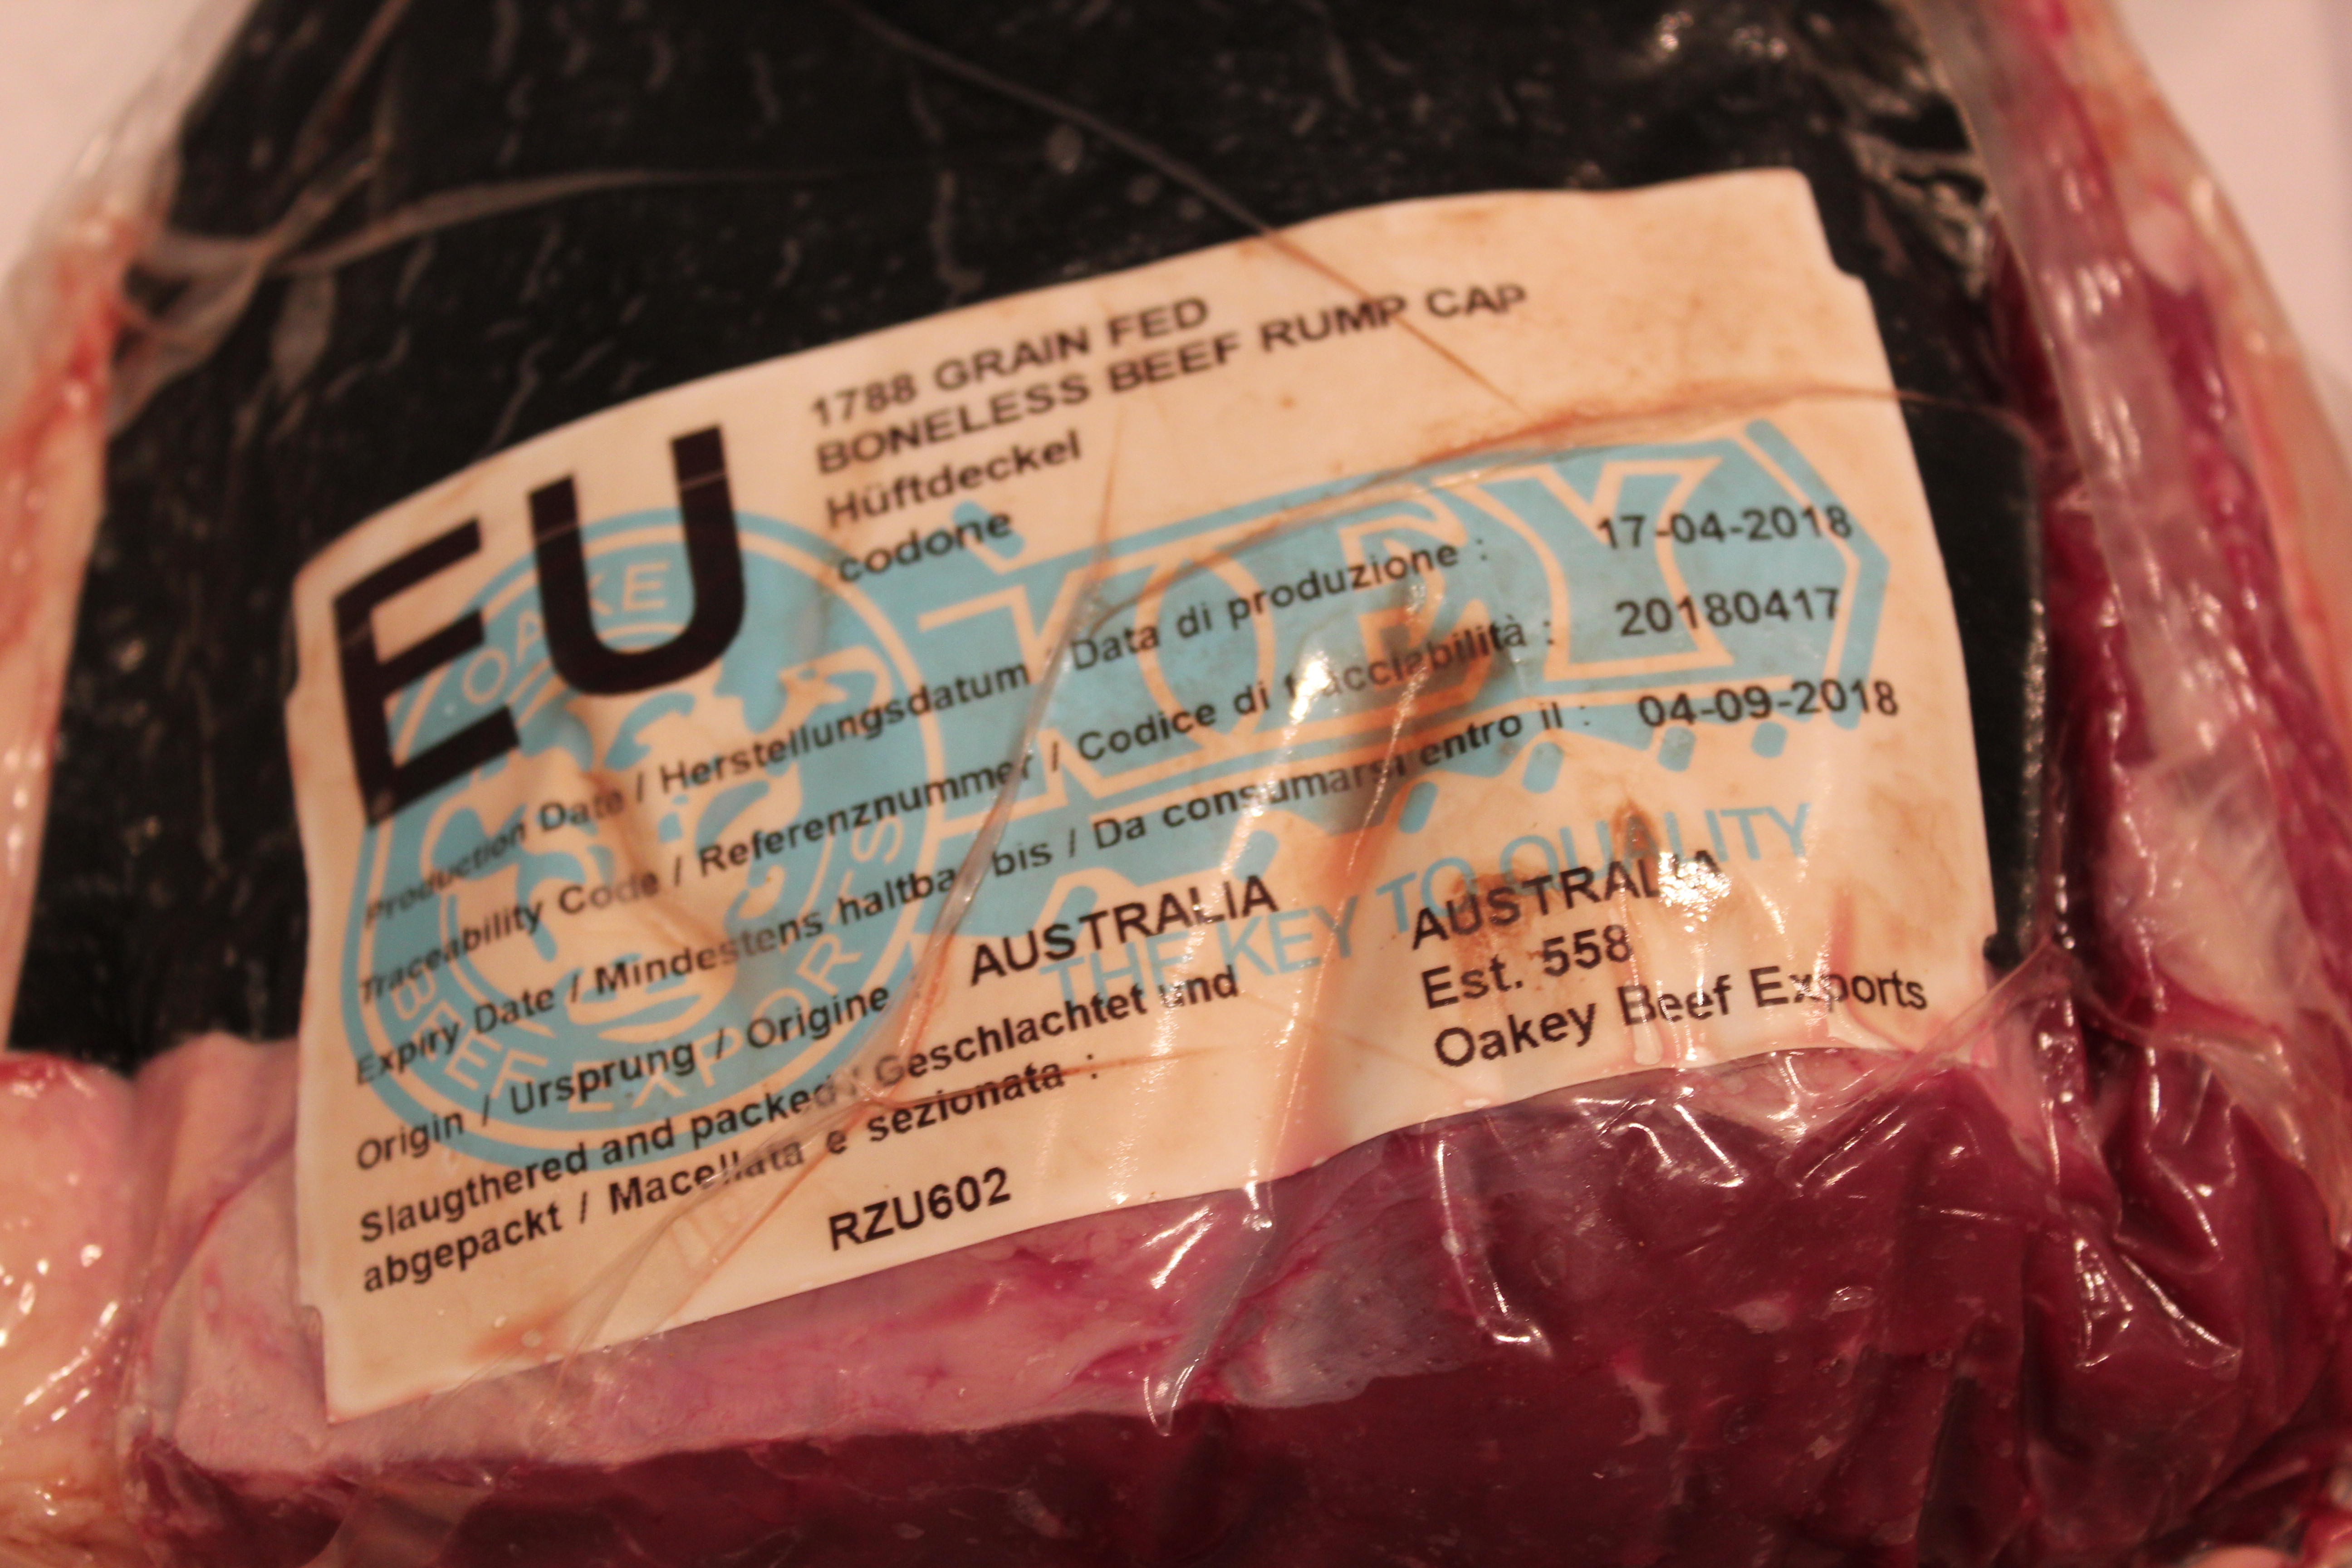 EU
1788 GRAIN FED
BONELESS BEEF RUMP CAP
Hüftdeckel
codone
Production Date / Herstellungsdatum / Data di produzione : 17-04-2018
Traceability Code / Referenznummer / Codice di tracciabilità : 20180417
Expiry Date / Mindestens haltbar bis / Da consumarsi entro il : 04-09-2018
Origin / Ursprung / Origine : AUSTRALIA
Slaugthered and packed / Geschlachtet und
abgepackt / Macellata e sezionata :
AUSTRALIA
Est. 558
Oakey Beef Exports
RZU602
OAKEY
BEEF EXPORTS
THE KEY TO QUALITY